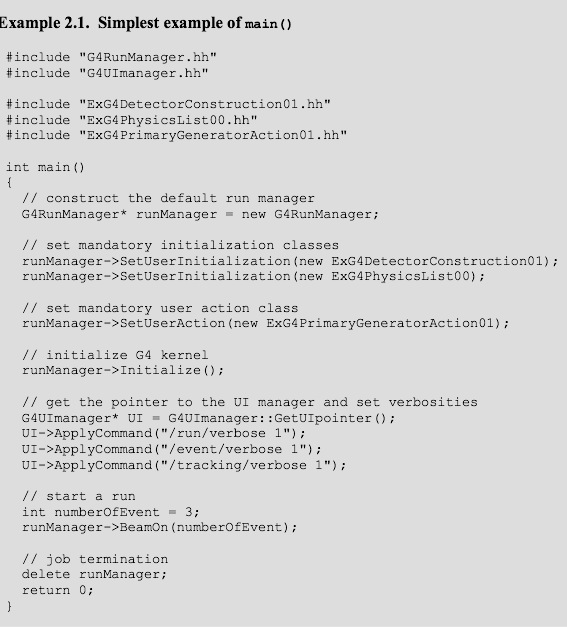 Example 2.1. Simplest example of main()
#include "G4RunManager.hh"
#include "G4UImanager.hh"
#include "ExG4DetectorConstruction01.hh"
#include "ExG4PhysicsList00.hh"
#include "ExG4PrimaryGeneratorAction01.hh"
int main()
{
// construct the default run manager
G4RunManager* runManager = new G4RunManager;
// set mandatory initialization classes
runManager->SetUserInitialization(new ExG4DetectorConstruction01);
runManager->SetUserInitialization(new ExG4PhysicsList00);
// set mandatory user action class
runManager->SetUserAction(new ExG4PrimaryGeneratorAction01);
// initialize G4 kernel
runManager->Initialize();
// get the pointer to the UI manager and set verbosities
G4UImanager* UI = G4UImanager::GetUIpointer();
UI->ApplyCommand("/run/verbose 1");
UI->ApplyCommand("/event/verbose 1");
UI->ApplyCommand("/tracking/verbose 1");
// start a run
int numberOfEvent = 3;
runManager->BeamOn(numberOfEvent);
// job termination
delete runManager;
return 0;
}